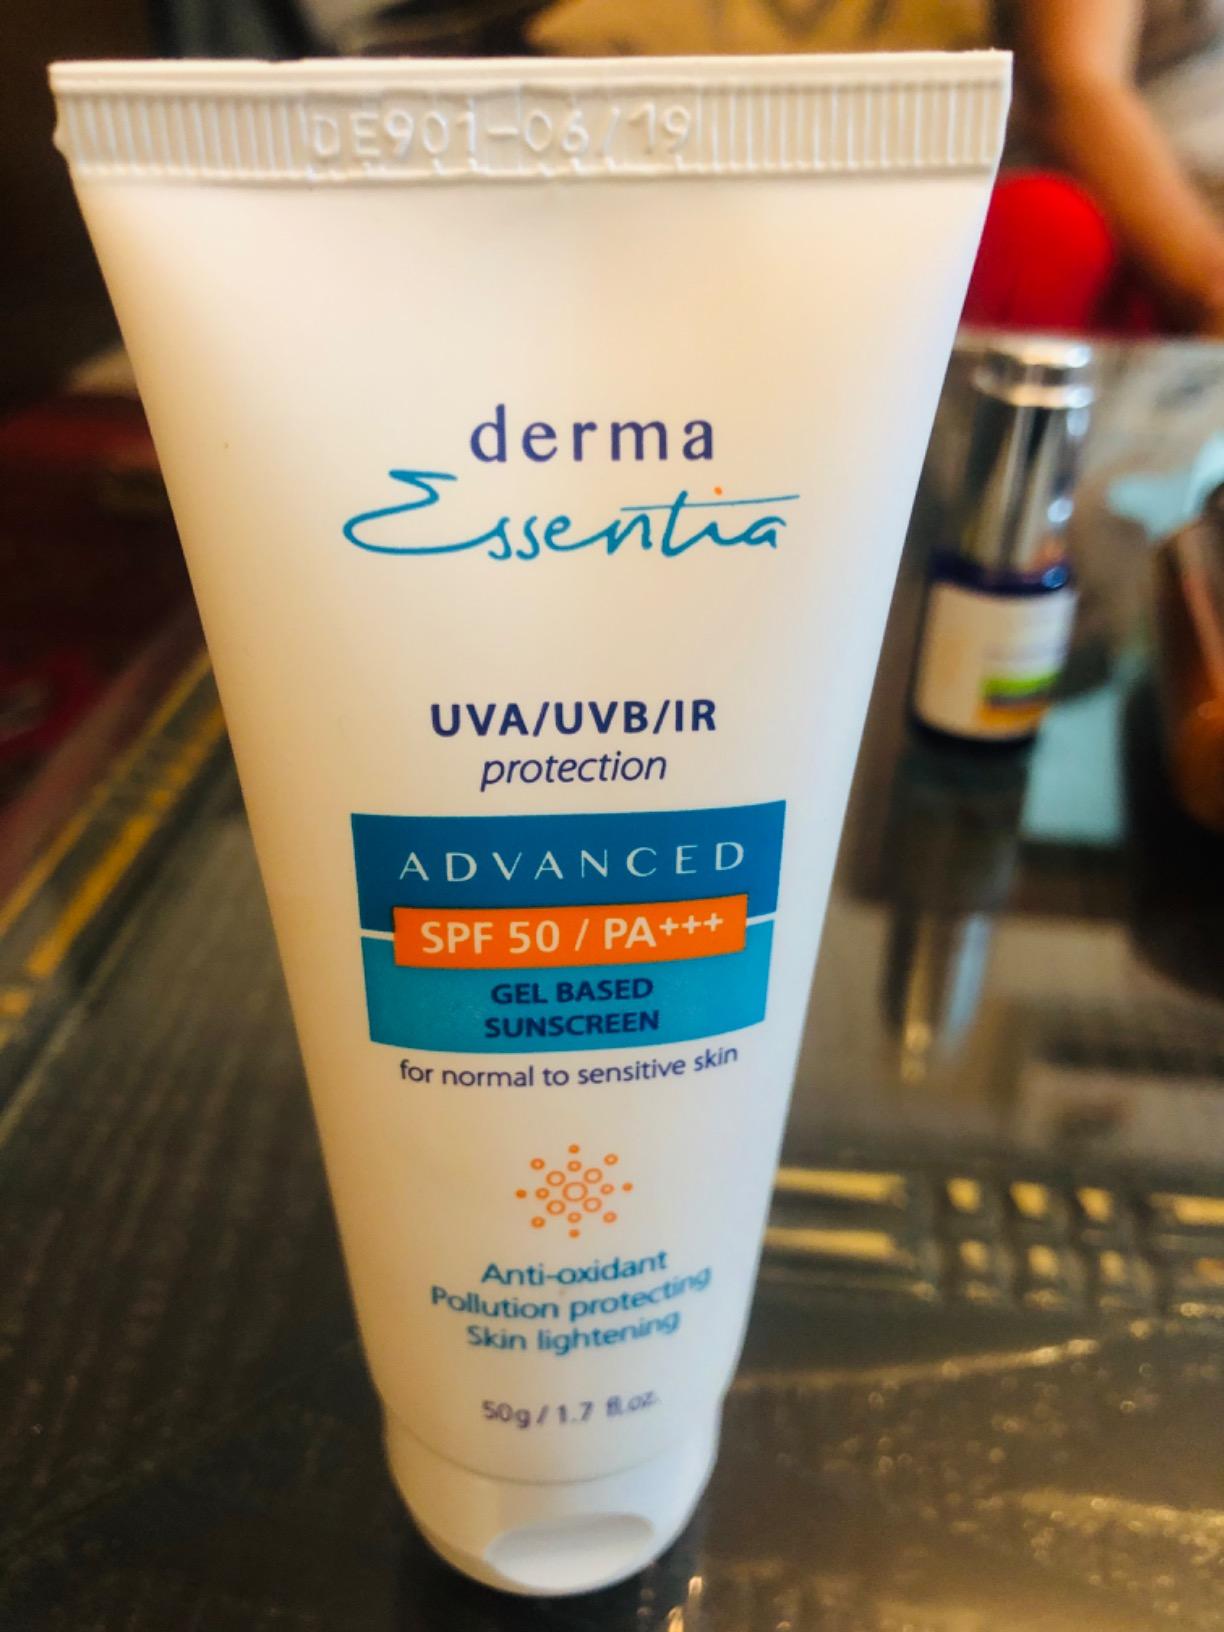 DE901-06/19
derma
Essentia
UVA/UVB/IR
protection
ADVANCED
SPF 50 / PA+++
GEL BASED
SUNSCREEN
for normal to sensitive skin
Anti-oxidant
Pollution protecting
Skin lightening
50g / 1.7 fl.oz.